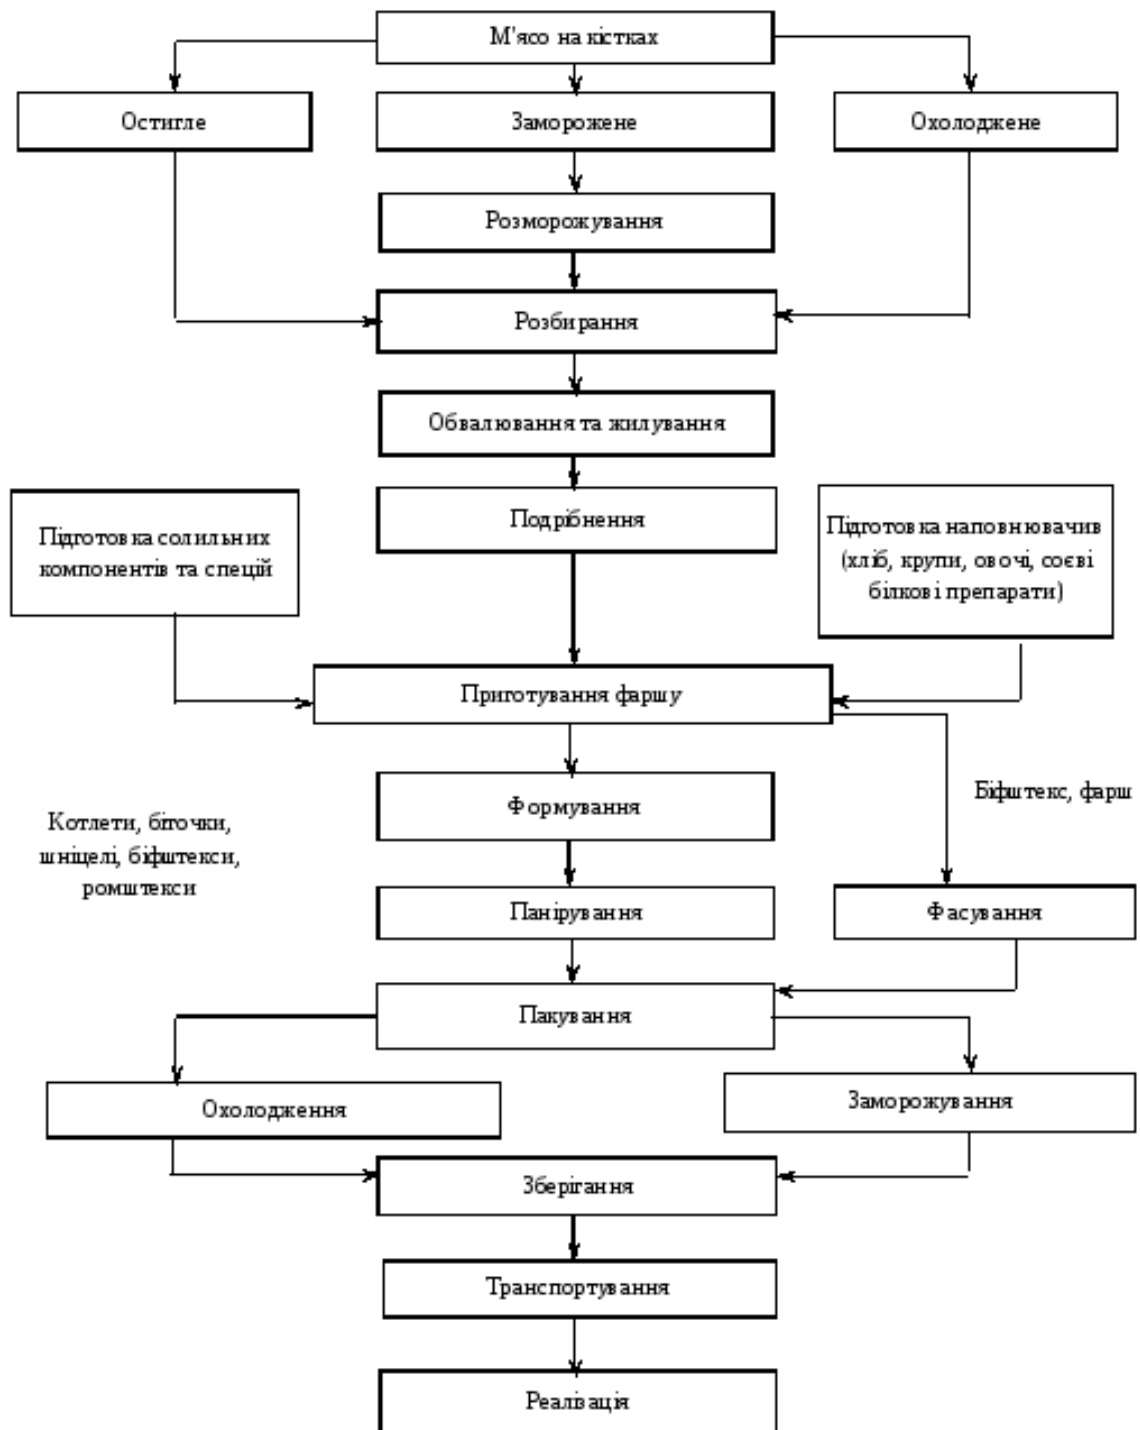 М'ясо на кістках
Остигле
Заморожене
Охолоджене
Розморожування
Розбирання
Обвалювання та жилування
Подрібнення
Підготовка солильних
компонентів та спецій
Підготовка наповнювачив
(хліб, крупи, овочі, соєві
білкові препарати)
Приготування фаршу
Формування
Біфштекс, фарш
Котлети, біточки,
шніцелі, біфштекси,
ромштекси
Панірування
Фасування
Пакування
Охолодження
Заморожування
Зберігання
Транспортування
Реалізація